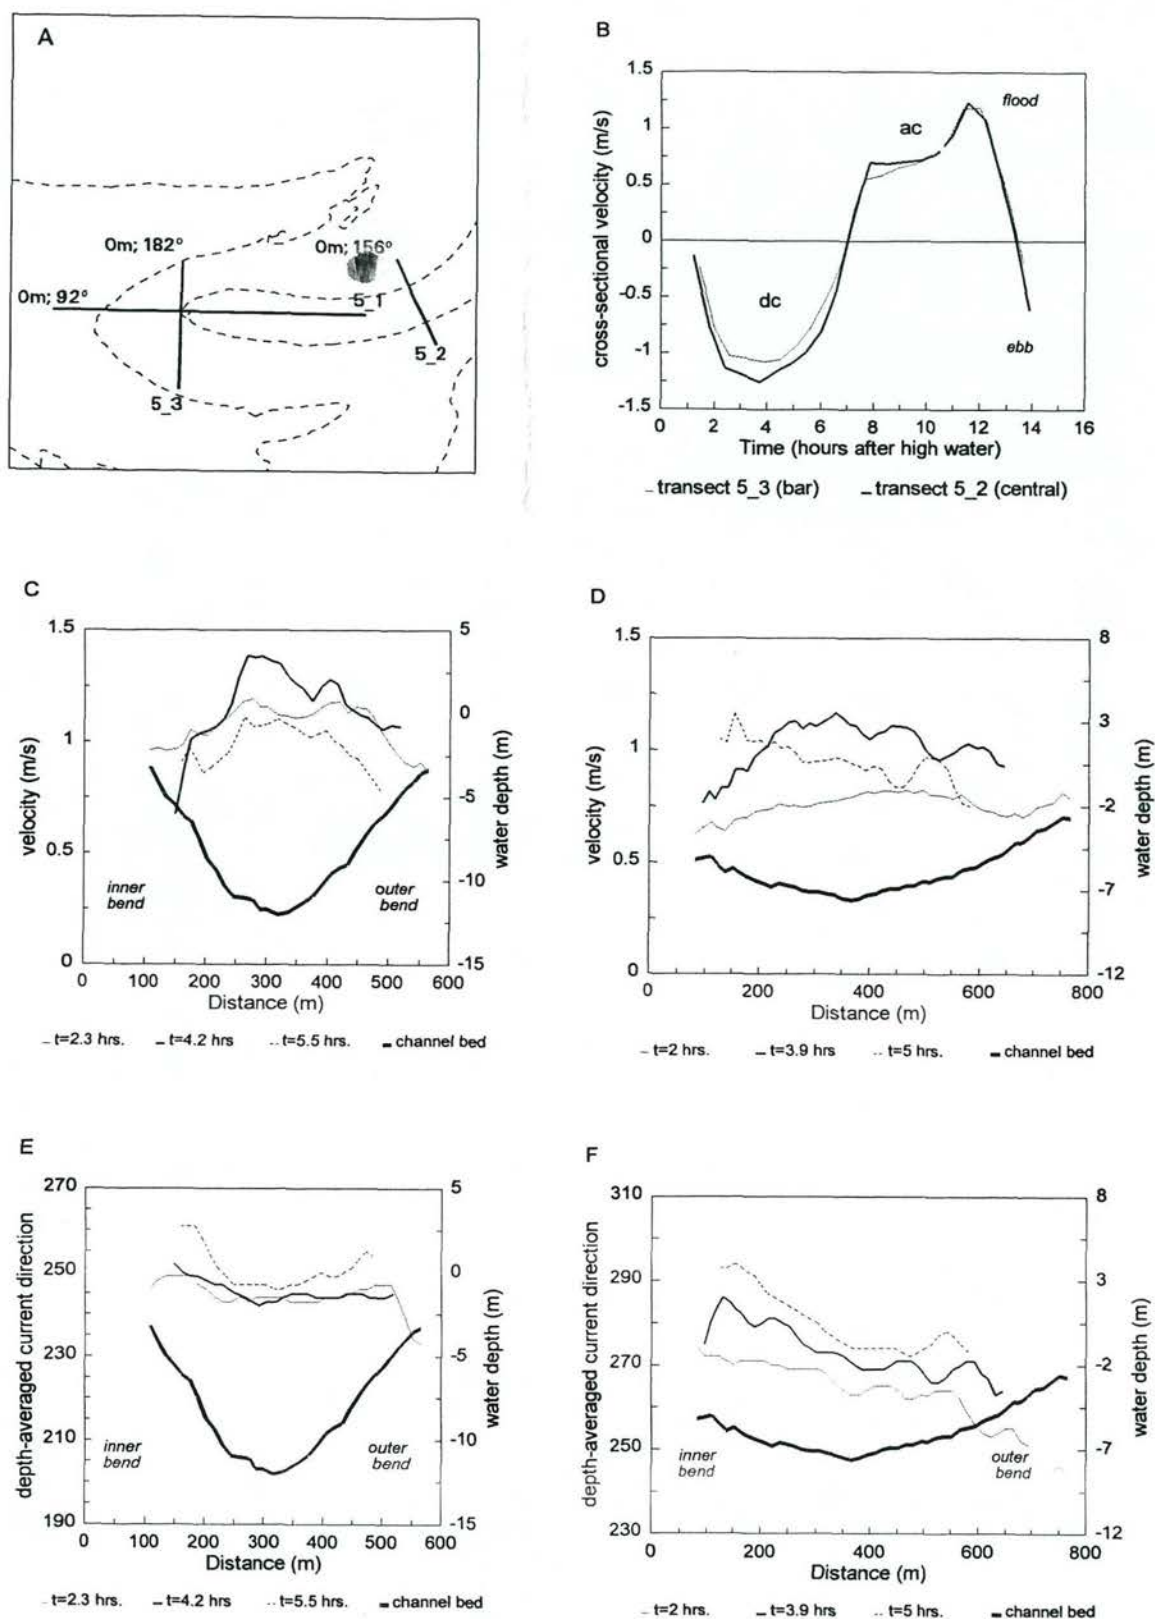 A
0m; 182°
0m; 156°
0m; 92°
5_1
5_2
5_3
B
cross-sectional velocity (m/s)
1.5
1
0.5
0
-0.5
-1
-1.5
flood
ac
dc
ebb
0 2 4 6 8 10 12 14 16
Time (hours after high water)
transect 5_3 (bar) transect 5_2 (central)
C
velocity (m/s)
1.5
1
0.5
0
water depth (m)
5
0
-5
-10
-15
inner bend
outer bend
0 100 200 300 400 500 600
Distance (m)
t=2.3 hrs. t=4.2 hrs t=5.5 hrs. channel bed
D
velocity (m/s)
1.5
1
0.5
0
water depth (m)
8
3
-2
-7
-12
0 200 400 600 800
Distance (m)
t=2 hrs. t=3.9 hrs t=5 hrs. channel bed
E
depth-averaged current direction
270
250
230
210
190
water depth (m)
5
0
-5
-10
-15
inner bend
outer bend
0 100 200 300 400 500 600
Distance (m)
t=2.3 hrs. t=4.2 hrs t=5.5 hrs. channel bed
F
depth-averaged current direction
310
290
270
250
230
water depth (m)
8
3
-2
-7
-12
inner bend
outer bend
0 200 400 600 800
Distance (m)
t=2 hrs. t=3.9 hrs t=5 hrs. channel bed